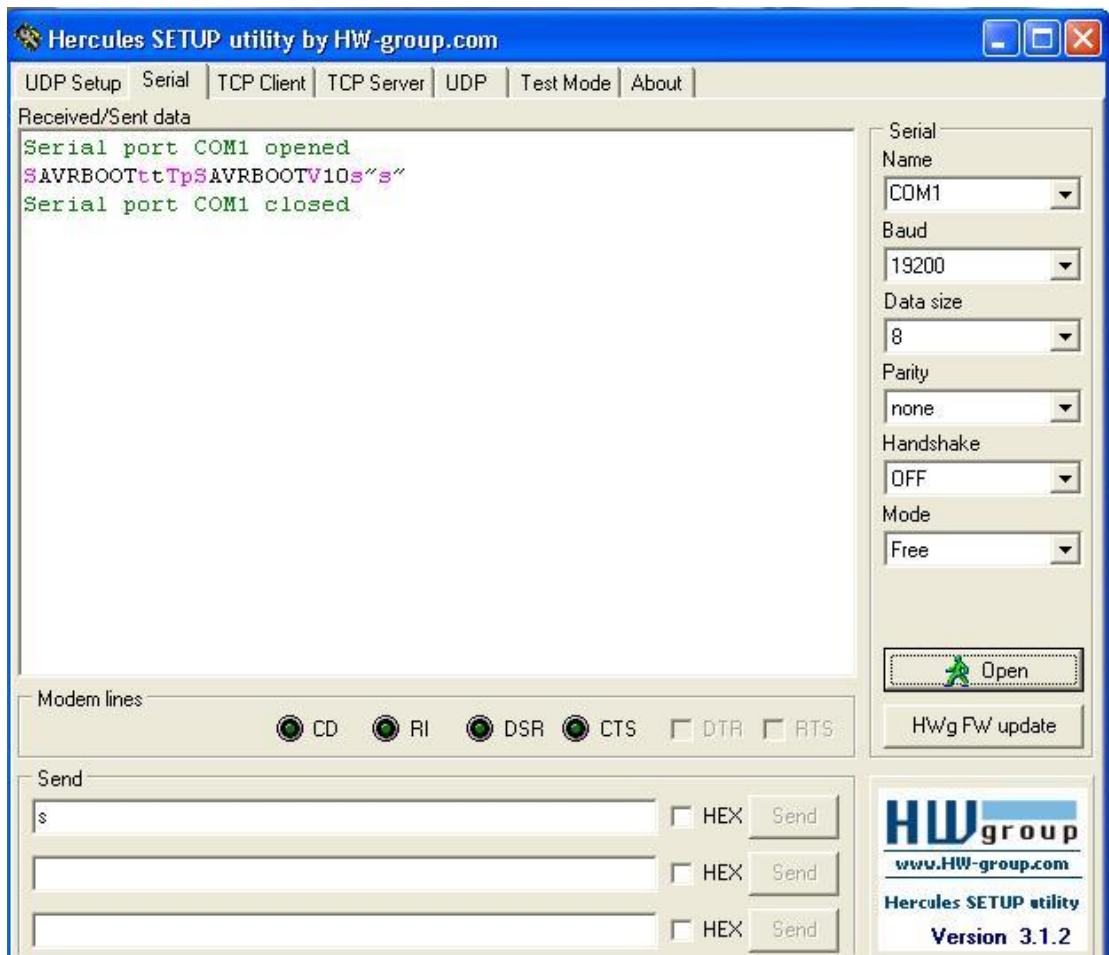 Hercules SETUP utility by HW-group.com
UDP Setup Serial TCP Client TCP Server UDP Test Mode About
Received/Sent data
Serial port COM1 opened
SAVRBOOTttTpSAVRBOOTV10s~s~
Serial port COM1 closed
Serial
Name
COM1
Baud
19200
Data size
8
Parity
none
Handshake
OFF
Mode
Free
Open
HWg FW update
Modem lines
CD RI DSR CTS DTR RTS
Send
s HEX Send
HEX Send
HEX Send
HW group
www.HW-group.com
Hercules SETUP utility
Version 3.1.2